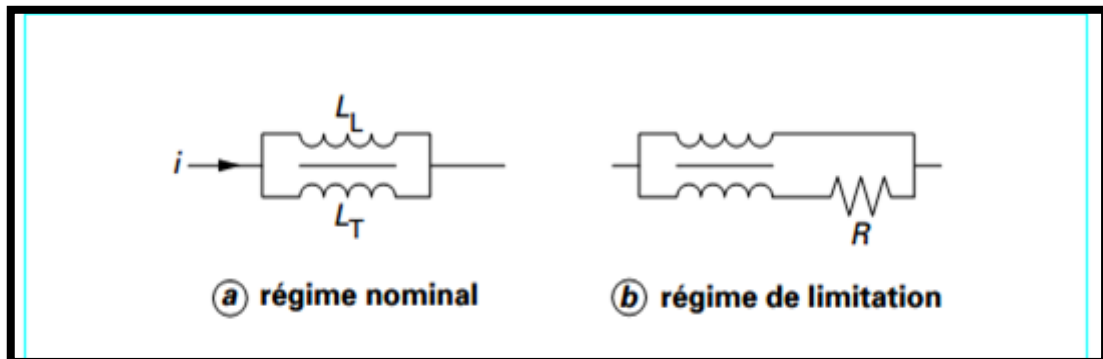 L_L
i
L_T
R
a régime nominal
b régime de limitation